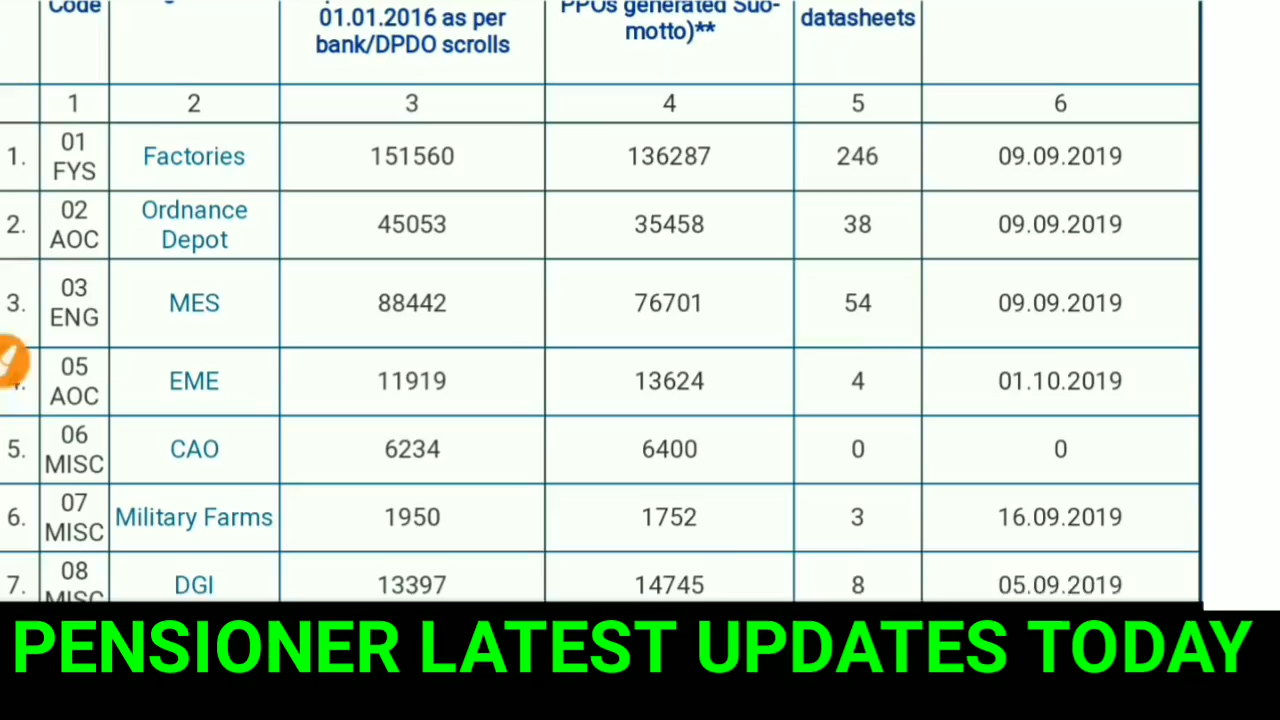 Code
01.01.2016 as per
bank/DPDO scrolls
PPOs generated Suo-
motto)**
datasheets
1 2 3 4 5 6
1. 01 FYS Factories 151560 136287 246 09.09.2019
2. 02 AOC Ordnance Depot 45053 35458 38 09.09.2019
3. 03 ENG MES 88442 76701 54 09.09.2019
05 AOC EME 11919 13624 4 01.10.2019
5. 06 MISC CAO 6234 6400 0 0
6. 07 MISC Military Farms 1950 1752 3 16.09.2019
7. 08 MISC DGI 13397 14745 8 05.09.2019
PENSIONER LATEST UPDATES TODAY